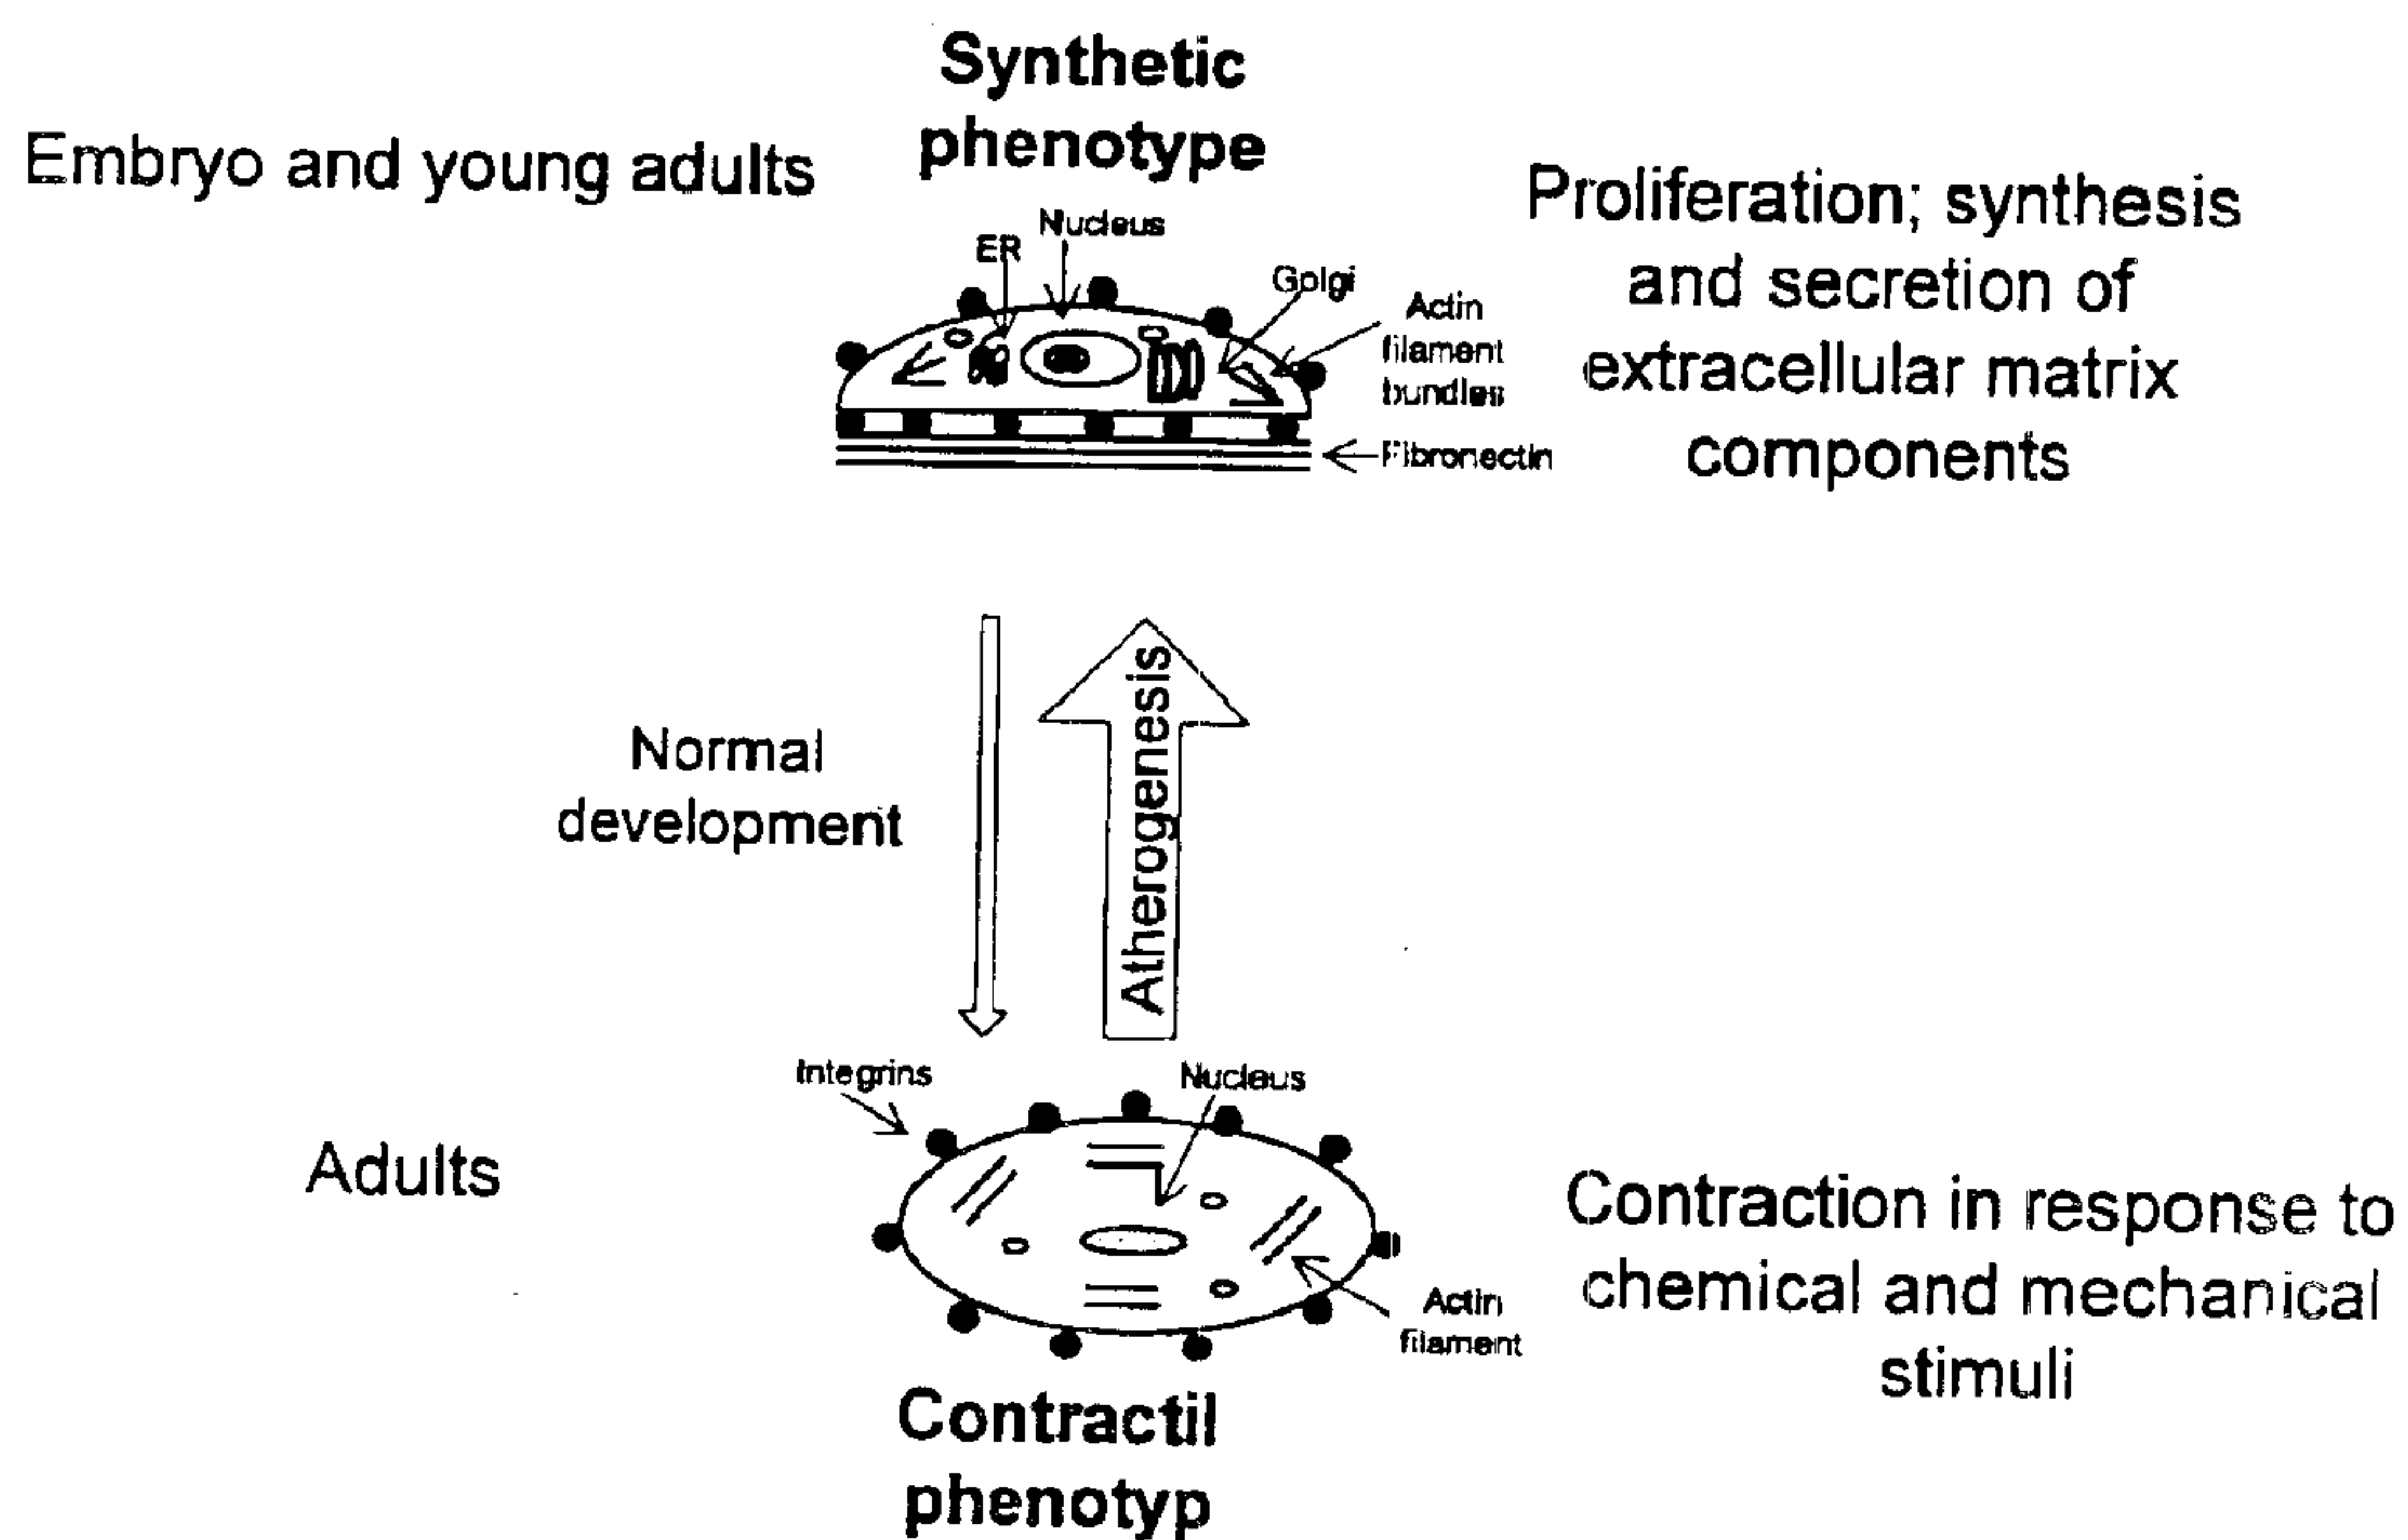 Synthetic
phenotype
Embryo and young adults
Proliferation; synthesis
and secretion of
extracellular matrix
components
Nucleus
ER
Golgi
Actin
filament
bundles
Fibronectin
Normal
development
Atherogenesis
Integrins
Nucleus
Adults
Contraction in response to
chemical and mechanical
stimuli
Actin
filament
Contractil
phenotyp